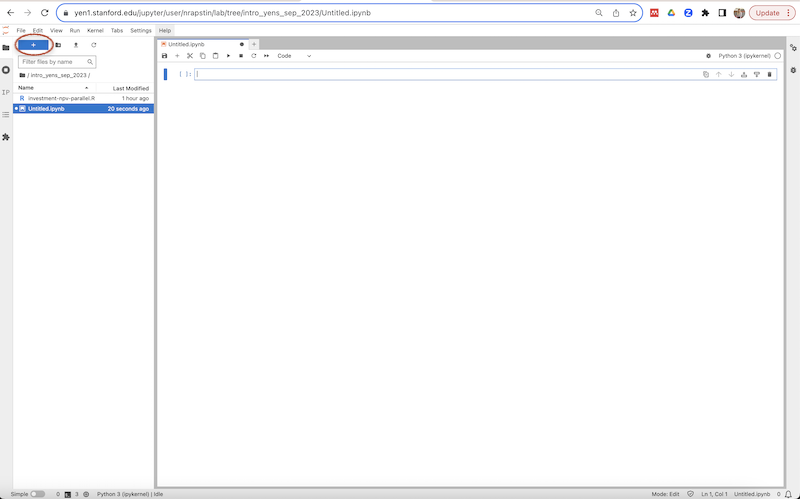 yen1.stanford.edu/jupyter/user/nrapstin/lab/tree/intro_yens_sep_2023/Untitled.ipynb
Update
File Edit View Run Kernel Tabs Settings Help
+
Filter files by name
/ intro_yens_sep_2023 /
Name Last Modified
R investment-npv-parallel.R 1 hour ago
Untitled.ipynb 20 seconds ago
Untitled.ipynb
Code
Python 3 (ipykernel)
[ ]:
Simple 0 3 Python 3 (ipykernel) | Idle
Mode: Edit Ln 1, Col 1 Untitled.ipynb 0